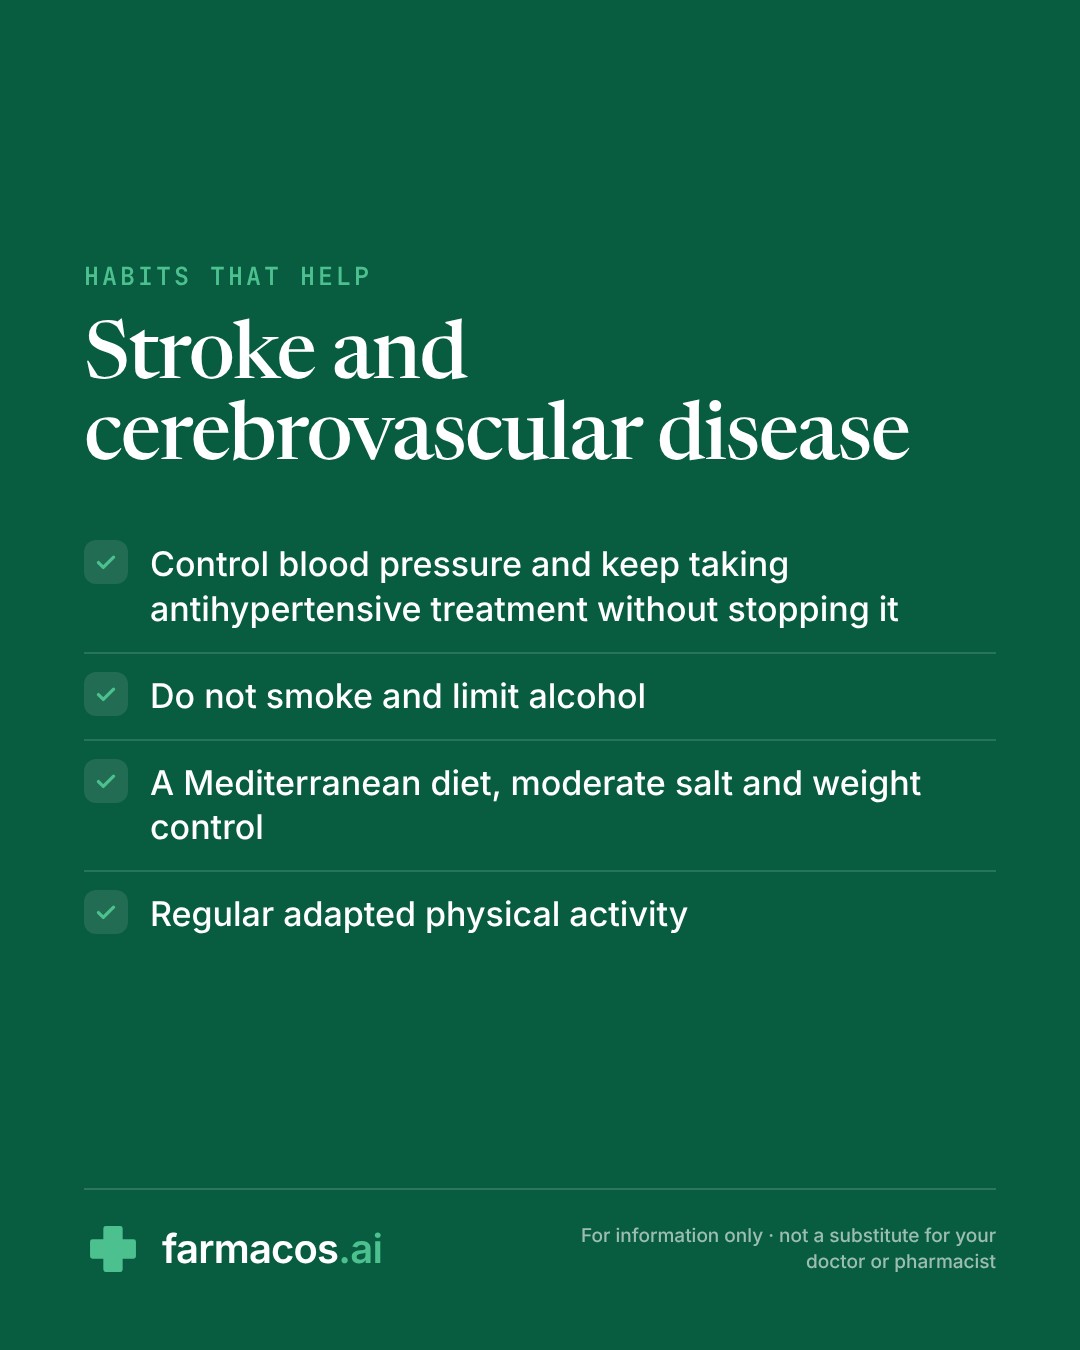 HABITS THAT HELP
Stroke and
cerebrovascular disease
Control blood pressure and keep taking
antihypertensive treatment without stopping it
Do not smoke and limit alcohol
A Mediterranean diet, moderate salt and weight
control
Regular adapted physical activity
farmacos.ai
For information only · not a substitute for your
doctor or pharmacist